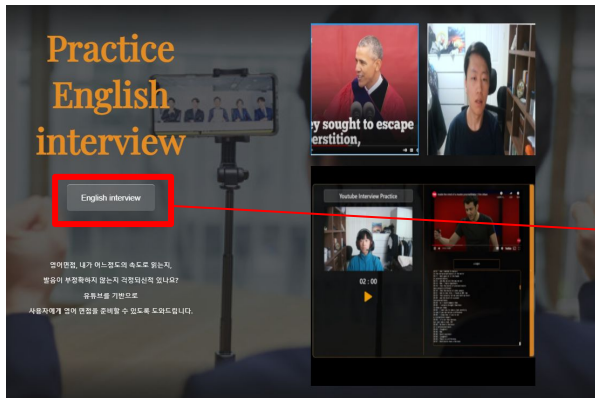 Practice
English
interview
English interview
영어면접, 내가 어느정도의 속도로 읽는지,
발음이 부정확하지 않는지 걱정되신적 있나요?
유튜브를 기반으로
사용자에게 영어 면접을 준비할 수 있도록 도와드립니다.
ey sought to escape
erstition,
Youtube Interview Practice
02 : 00